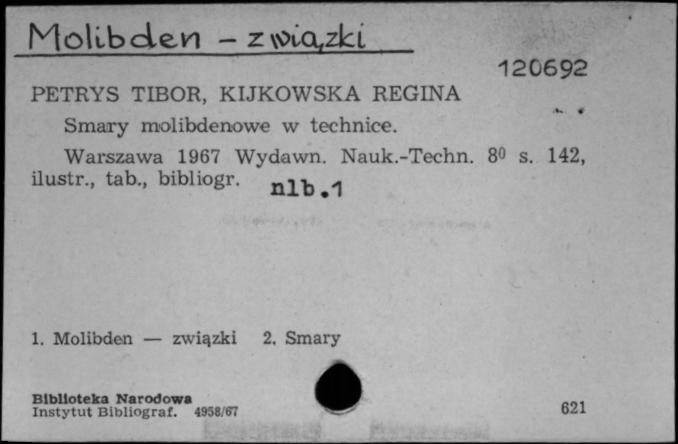 Molibden - związki
120692
PETRYS TIBOR, KIJKOWSKA REGINA
Smary molibdenowe w technice.
Warszawa 1967 Wydawn. Nauk.-Techn. 8⁰ s. 142,
ilustr., tab., bibliogr. nlb.1
1. Molibden — związki 2. Smary
Biblioteka Narodowa
Instytut Bibliograf. 4958/67
621